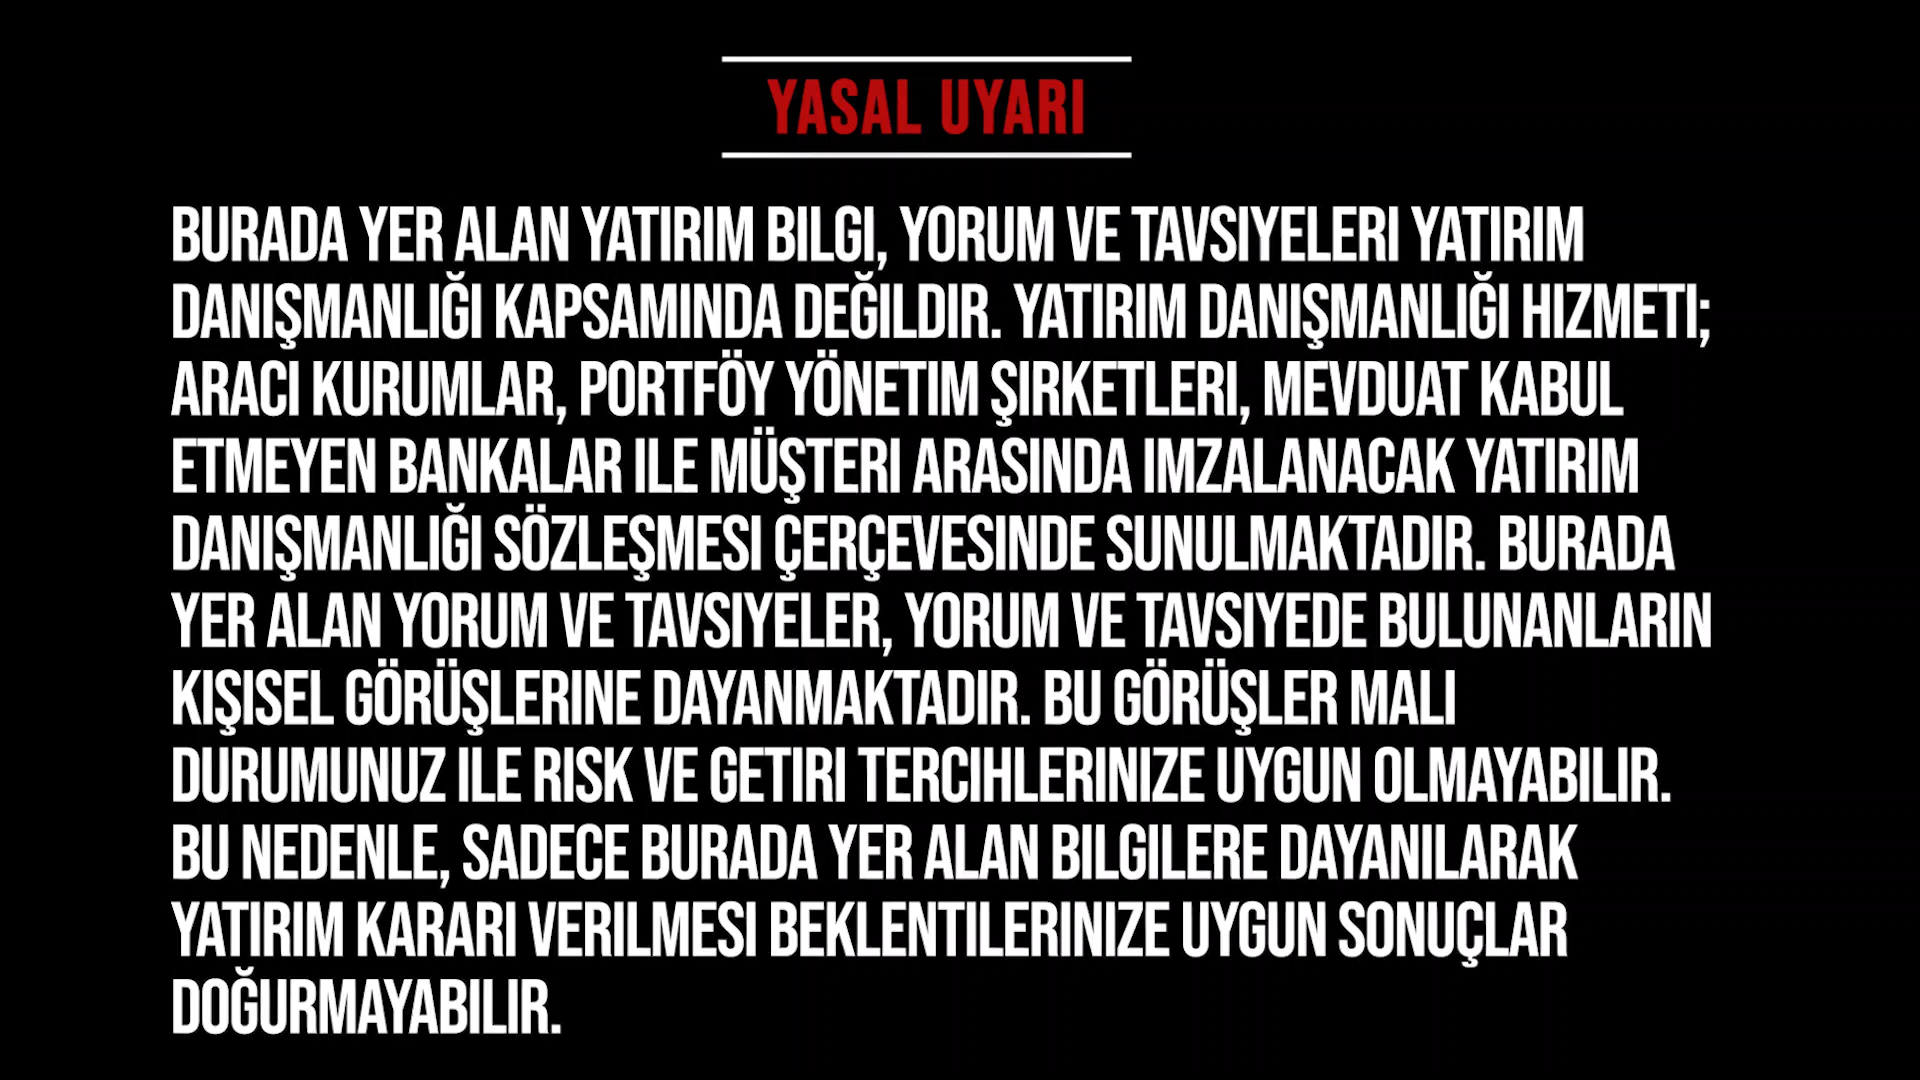 YASAL UYARI
BURADA YER ALAN YATIRIM BILGI, YORUM VE TAVSIYELERI YATIRIM
DANIŞMANLIĞI KAPSAMINDA DEĞILDIR. YATIRIM DANIŞMANLIĞI HIZMETI;
ARACI KURUMLAR, PORTFÖY YÖNETIM ŞIRKETLERI, MEVDUAT KABUL
ETMEYEN BANKALAR ILE MÜŞTERI ARASINDA IMZALANACAK YATIRIM
DANIŞMANLIĞI SÖZLEŞMESI ÇERÇEVESINDE SUNULMAKTADIR. BURADA
YER ALAN YORUM VE TAVSIYELER, YORUM VE TAVSIYEDE BULUNANLARIN
KIŞISEL GÖRÜŞLERINE DAYANMAKTADIR. BU GÖRÜŞLER MALI
DURUMUNUZ ILE RISK VE GETIRI TERCIHLERINIZE UYGUN OLMAYABILIR.
BU NEDENLE, SADECE BURADA YER ALAN BILGILERE DAYANILARAK
YATIRIM KARARI VERILMESI BEKLENTILERINIZE UYGUN SONUÇLAR
DOĞURMAYABILIR.